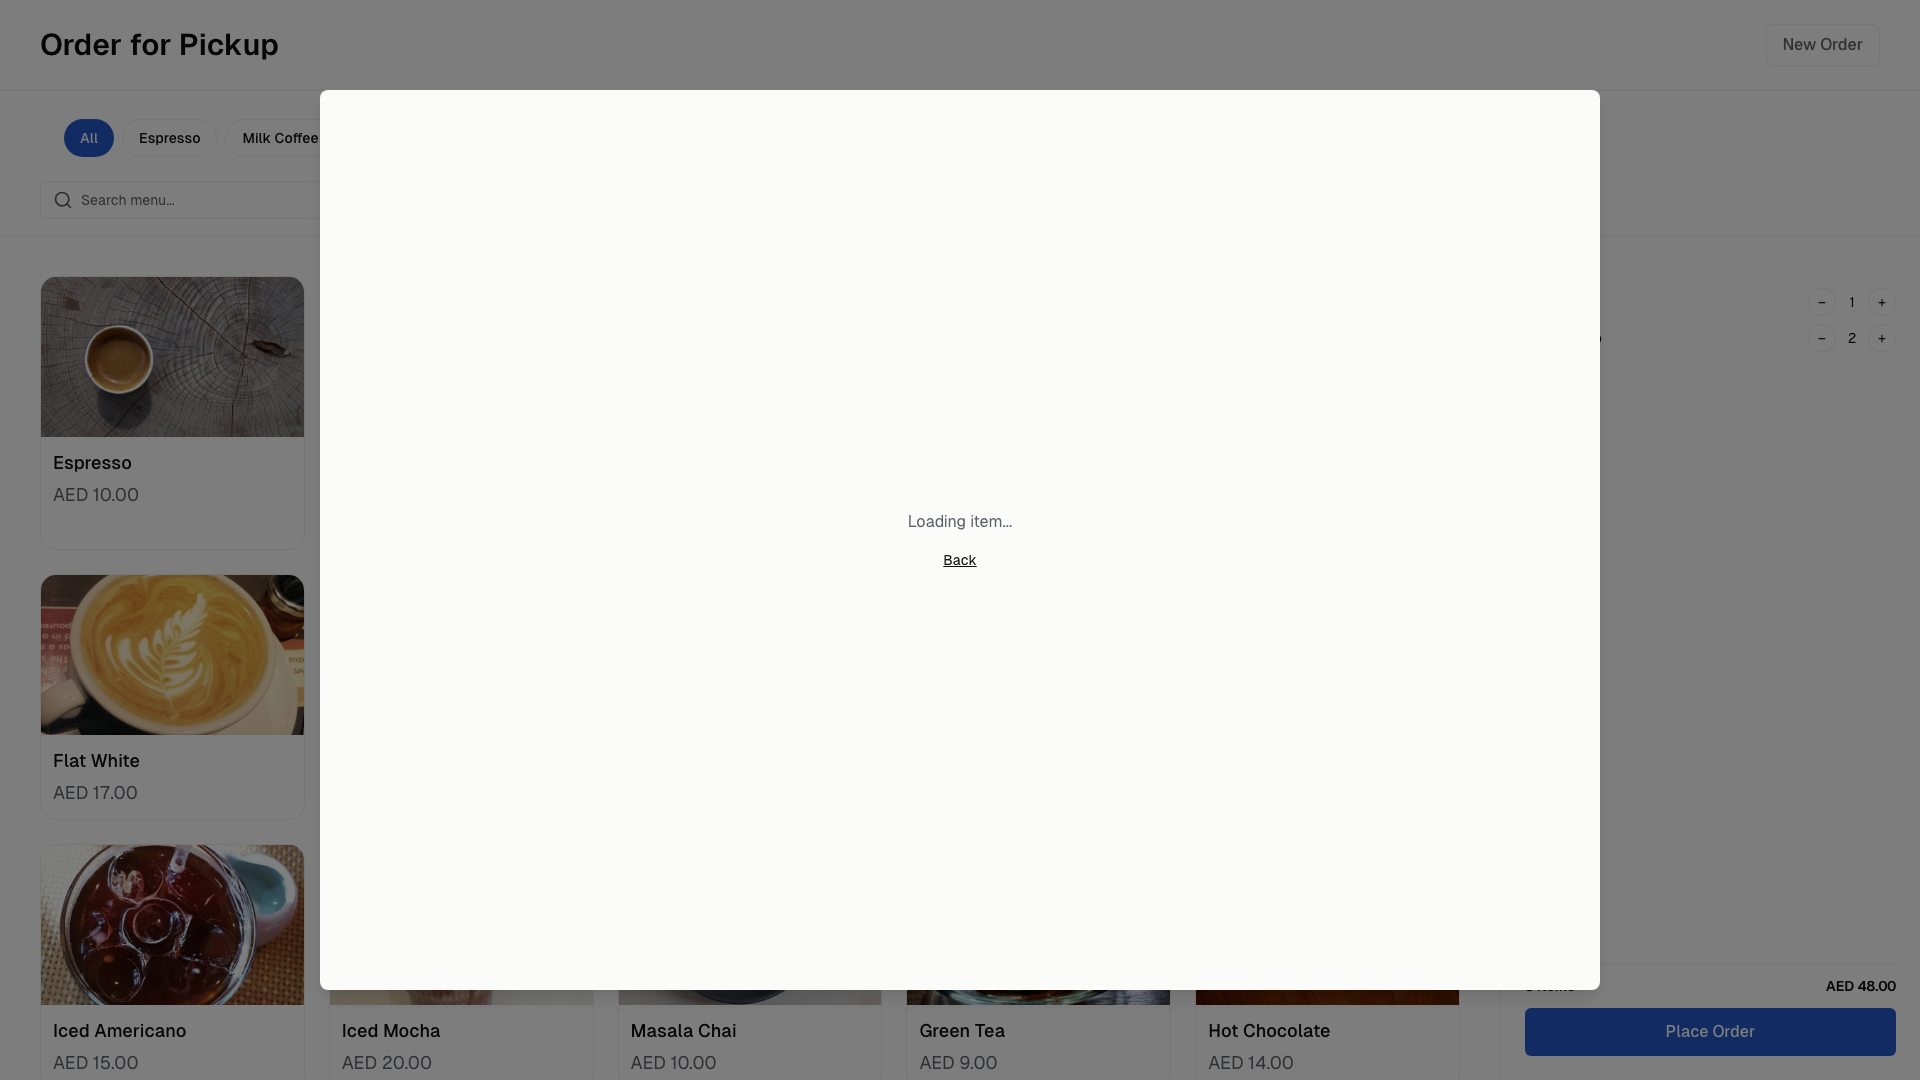 Order for Pickup
New Order
All
Espresso
Milk Coffee
Search menu...
− 1 +
− 2 +
Espresso
AED 10.00
Loading item...
Back
Flat White
AED 17.00
AED 48.00
Place Order
Iced Americano
AED 15.00
Iced Mocha
AED 20.00
Masala Chai
AED 10.00
Green Tea
AED 9.00
Hot Chocolate
AED 14.00